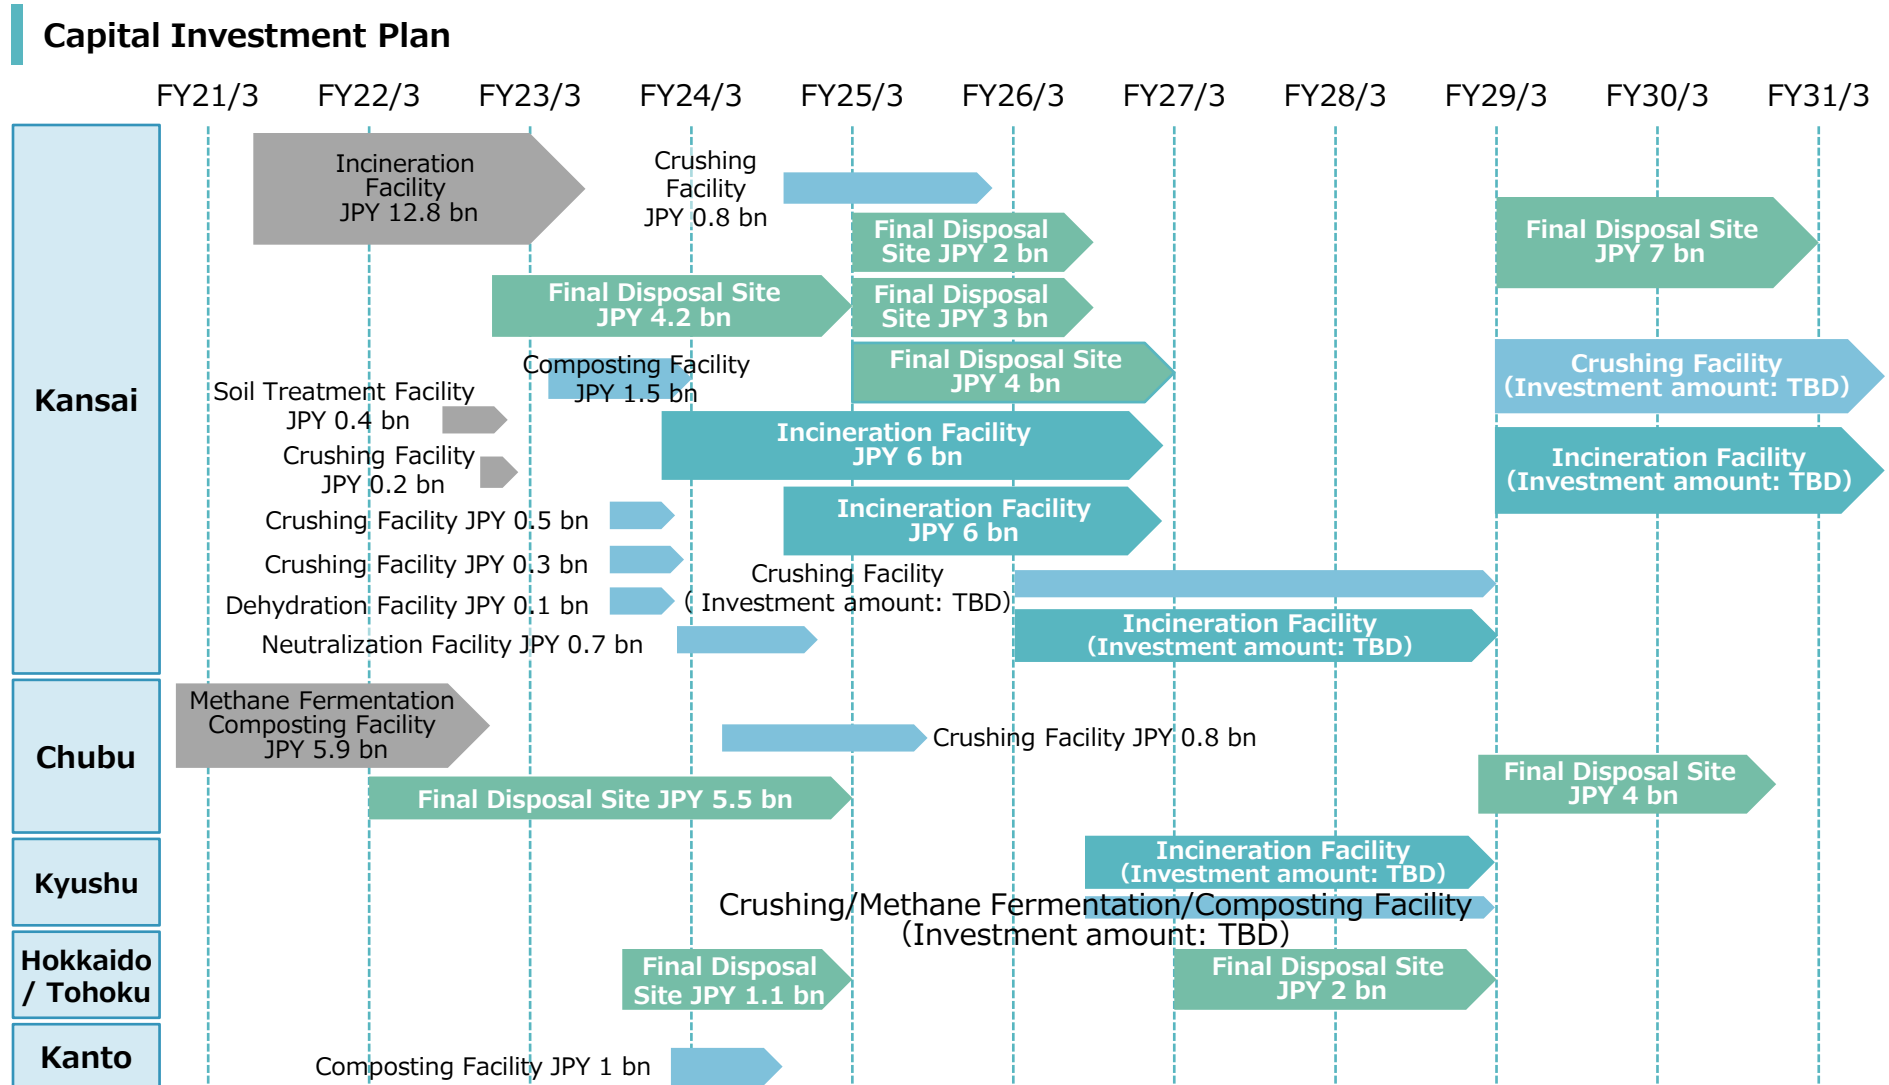 Capital Investment Plan
FY21/3 FY22/3 FY23/3 FY24/3 FY25/3 FY26/3 FY27/3 FY28/3 FY29/3 FY30/3 FY31/3
Kansai
Incineration
Facility
JPY 12.8 bn
Crushing
Facility
JPY 0.8 bn
Final Disposal
Site JPY 2 bn
Final Disposal Site
JPY 7 bn
Final Disposal Site
JPY 4.2 bn
Final Disposal
Site JPY 3 bn
Composting Facility
JPY 1.5 bn
Final Disposal Site
JPY 4 bn
Crushing Facility
(Investment amount: TBD)
Soil Treatment Facility
JPY 0.4 bn
Incineration Facility
JPY 6 bn
Incineration Facility
(Investment amount: TBD)
Crushing Facility
JPY 0.2 bn
Crushing Facility JPY 0.5 bn
Incineration Facility
JPY 6 bn
Crushing Facility JPY 0.3 bn
Crushing Facility
( Investment amount: TBD)
Dehydration Facility JPY 0.1 bn
Neutralization Facility JPY 0.7 bn
Incineration Facility
(Investment amount: TBD)
Chubu
Methane Fermentation
Composting Facility
JPY 5.9 bn
Crushing Facility JPY 0.8 bn
Final Disposal Site JPY 5.5 bn
Final Disposal Site
JPY 4 bn
Kyushu
Incineration Facility
(Investment amount: TBD)
Crushing/Methane Fermentation/Composting Facility
(Investment amount: TBD)
Hokkaido
/ Tohoku
Final Disposal
Site JPY 1.1 bn
Final Disposal Site
JPY 2 bn
Kanto
Composting Facility JPY 1 bn